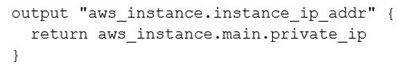 output "aws_instance.instance_ip_addr" {
  return aws_instance.main.private_ip
}